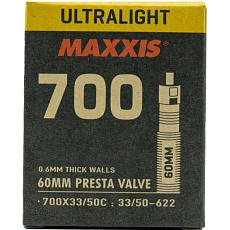 ULTRALIGHT
MAXXIS®
700
60MM
0.6MM THICK WALLS
60MM PRESTA VALVE
·700X33/50C : 33/50-622